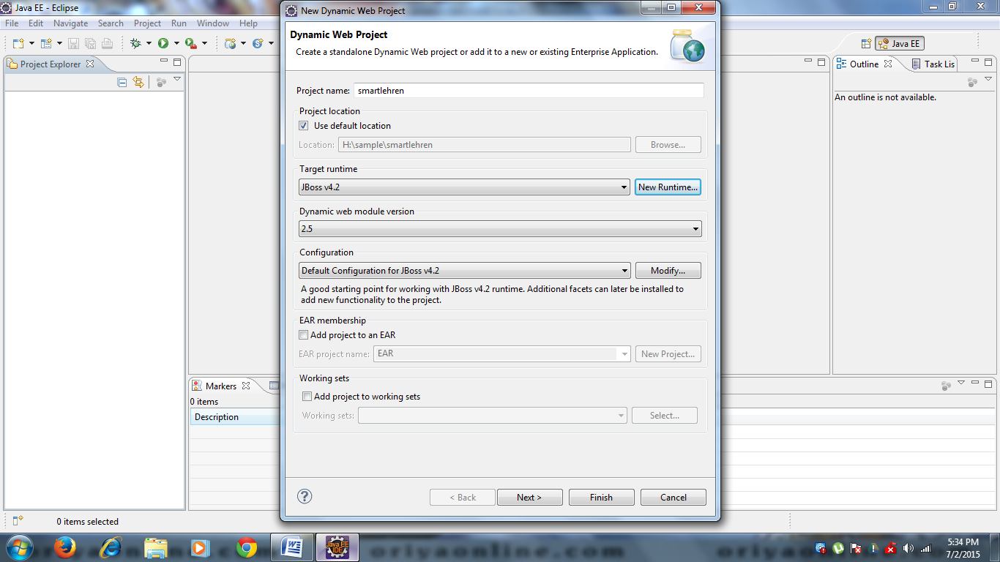 Java EE - Eclipse
File Edit Navigate Search Project Run Window Help
Java EE
Project Explorer
Outline
Task Lis
An outline is not available.
New Dynamic Web Project
Dynamic Web Project
Create a standalone Dynamic Web project or add it to a new or existing Enterprise Application.
Project name: smartlehren
Project location
Use default location
Location: H:\sample\smartlehren Browse...
Target runtime
JBoss v4.2 New Runtime...
Dynamic web module version
2.5
Configuration
Default Configuration for JBoss v4.2 Modify...
A good starting point for working with JBoss v4.2 runtime. Additional facets can later be installed to
add new functionality to the project.
EAR membership
Add project to an EAR
EAR project name: EAR New Project...
Working sets
Add project to working sets
Working sets: Select...
? < Back Next > Finish Cancel
Markers
0 items
Description
0 items selected
Java EE
IDE
5:34 PM
7/2/2015